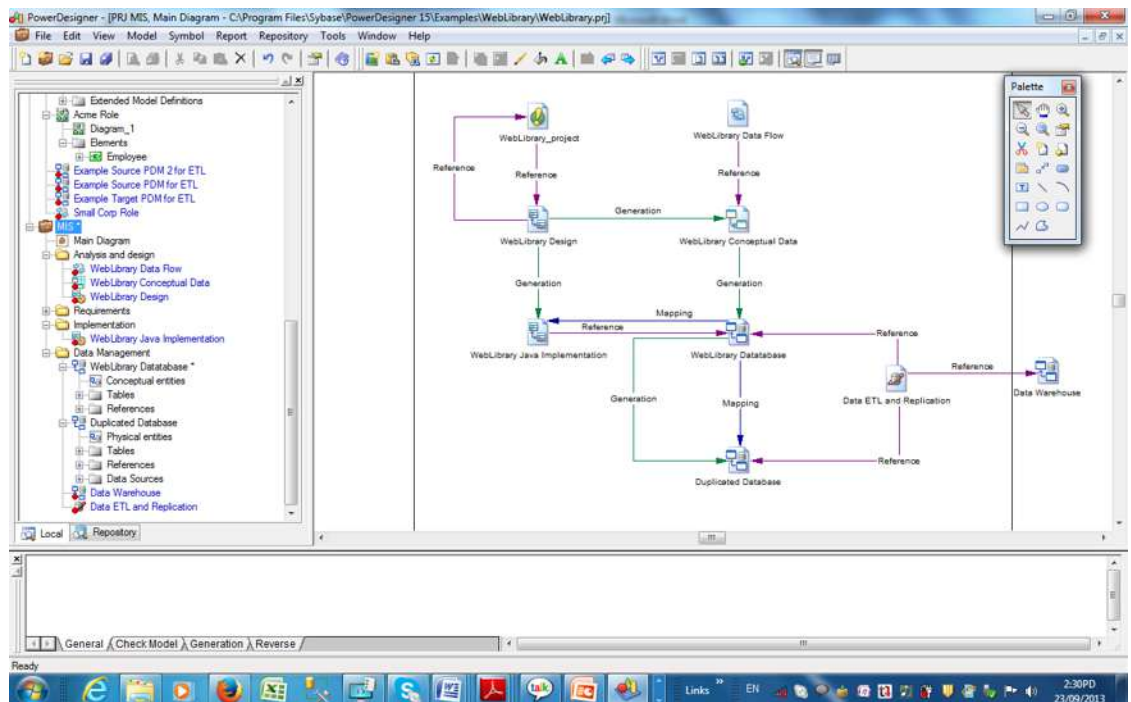 PowerDesigner - [PRJ MIS, Main Diagram - C:\Program Files\Sybase\PowerDesigner 15\Examples\WebLibrary\WebLibrary.prj]
File Edit View Model Symbol Report Repository Tools Window Help
Extended Model Definitions
Acme Role
Diagram_1
Elements
Employee
Example Source PDM 2 for ETL
Example Source PDM for ETL
Example Target PDM for ETL
Small Corp Role
MIS *
Main Diagram
Analysis and design
WebLibrary Data Flow
WebLibrary Conceptual Data
WebLibrary Design
Requirements
Implementation
WebLibrary Java Implementation
Data Management
WebLibrary Datatabase *
Conceptual entities
Tables
References
Duplicated Database
Physical entities
Tables
References
Data Sources
Data Warehouse
Data ETL and Replication
Local Repository
Palette
WebLibrary_project
WebLibrary Data Flow
Reference
Reference
Reference
Generation
WebLibrary Design
WebLibrary Conceptual Data
Generation
Generation
Mapping
Reference
Reference
WebLibrary Java Implementation
WebLibrary Datatabase
Reference
Data Warehouse
Generation
Mapping
Data ETL and Replication
Reference
Duplicated Database
General Check Model Generation Reverse
Ready
talk
Links
EN
2:30PD
23/09/2013